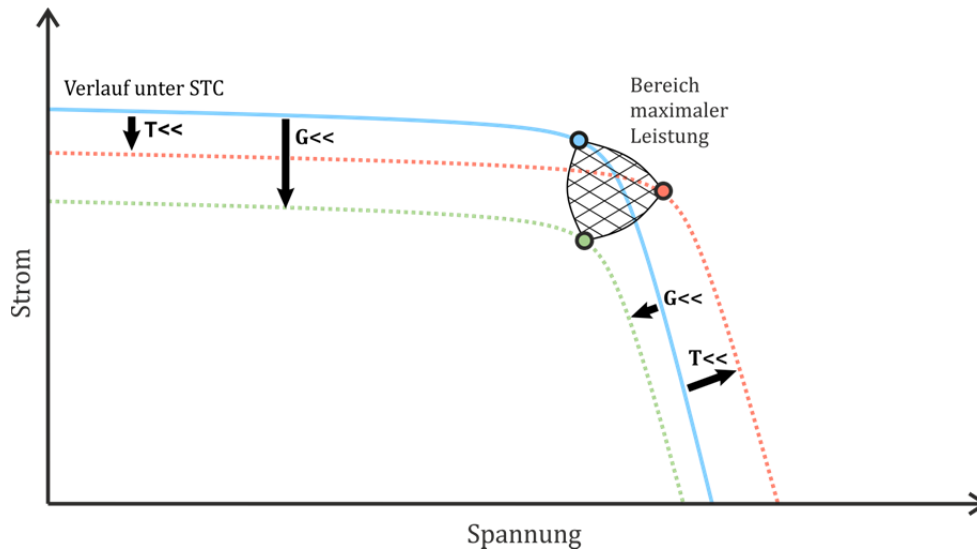 Verlauf unter STC
T<<
G<<
Bereich
maximaler
Leistung
G<<
T<<
Strom
Spannung